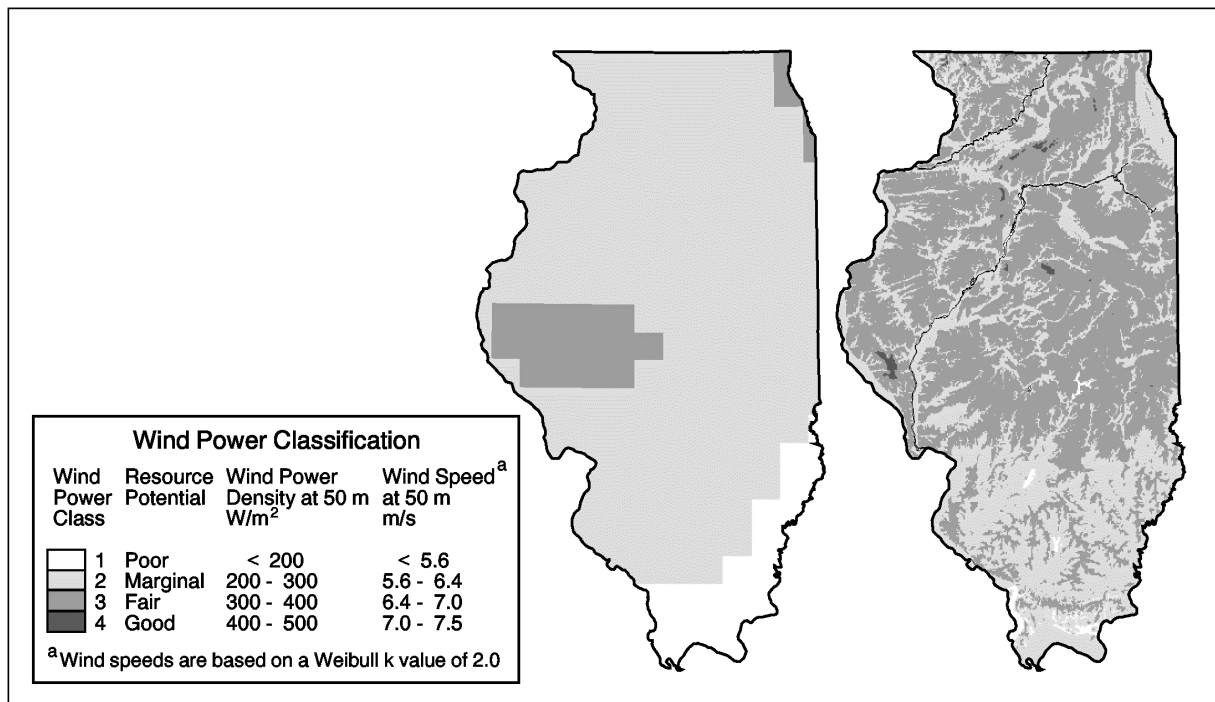 Wind Power Classification
Wind Power Class Resource Potential Wind Power Density at 50 m W/m² Wind Speed a at 50 m m/s
1 Poor < 200 < 5.6
2 Marginal 200 - 300 5.6 - 6.4
3 Fair 300 - 400 6.4 - 7.0
4 Good 400 - 500 7.0 - 7.5
a Wind speeds are based on a Weibull k value of 2.0